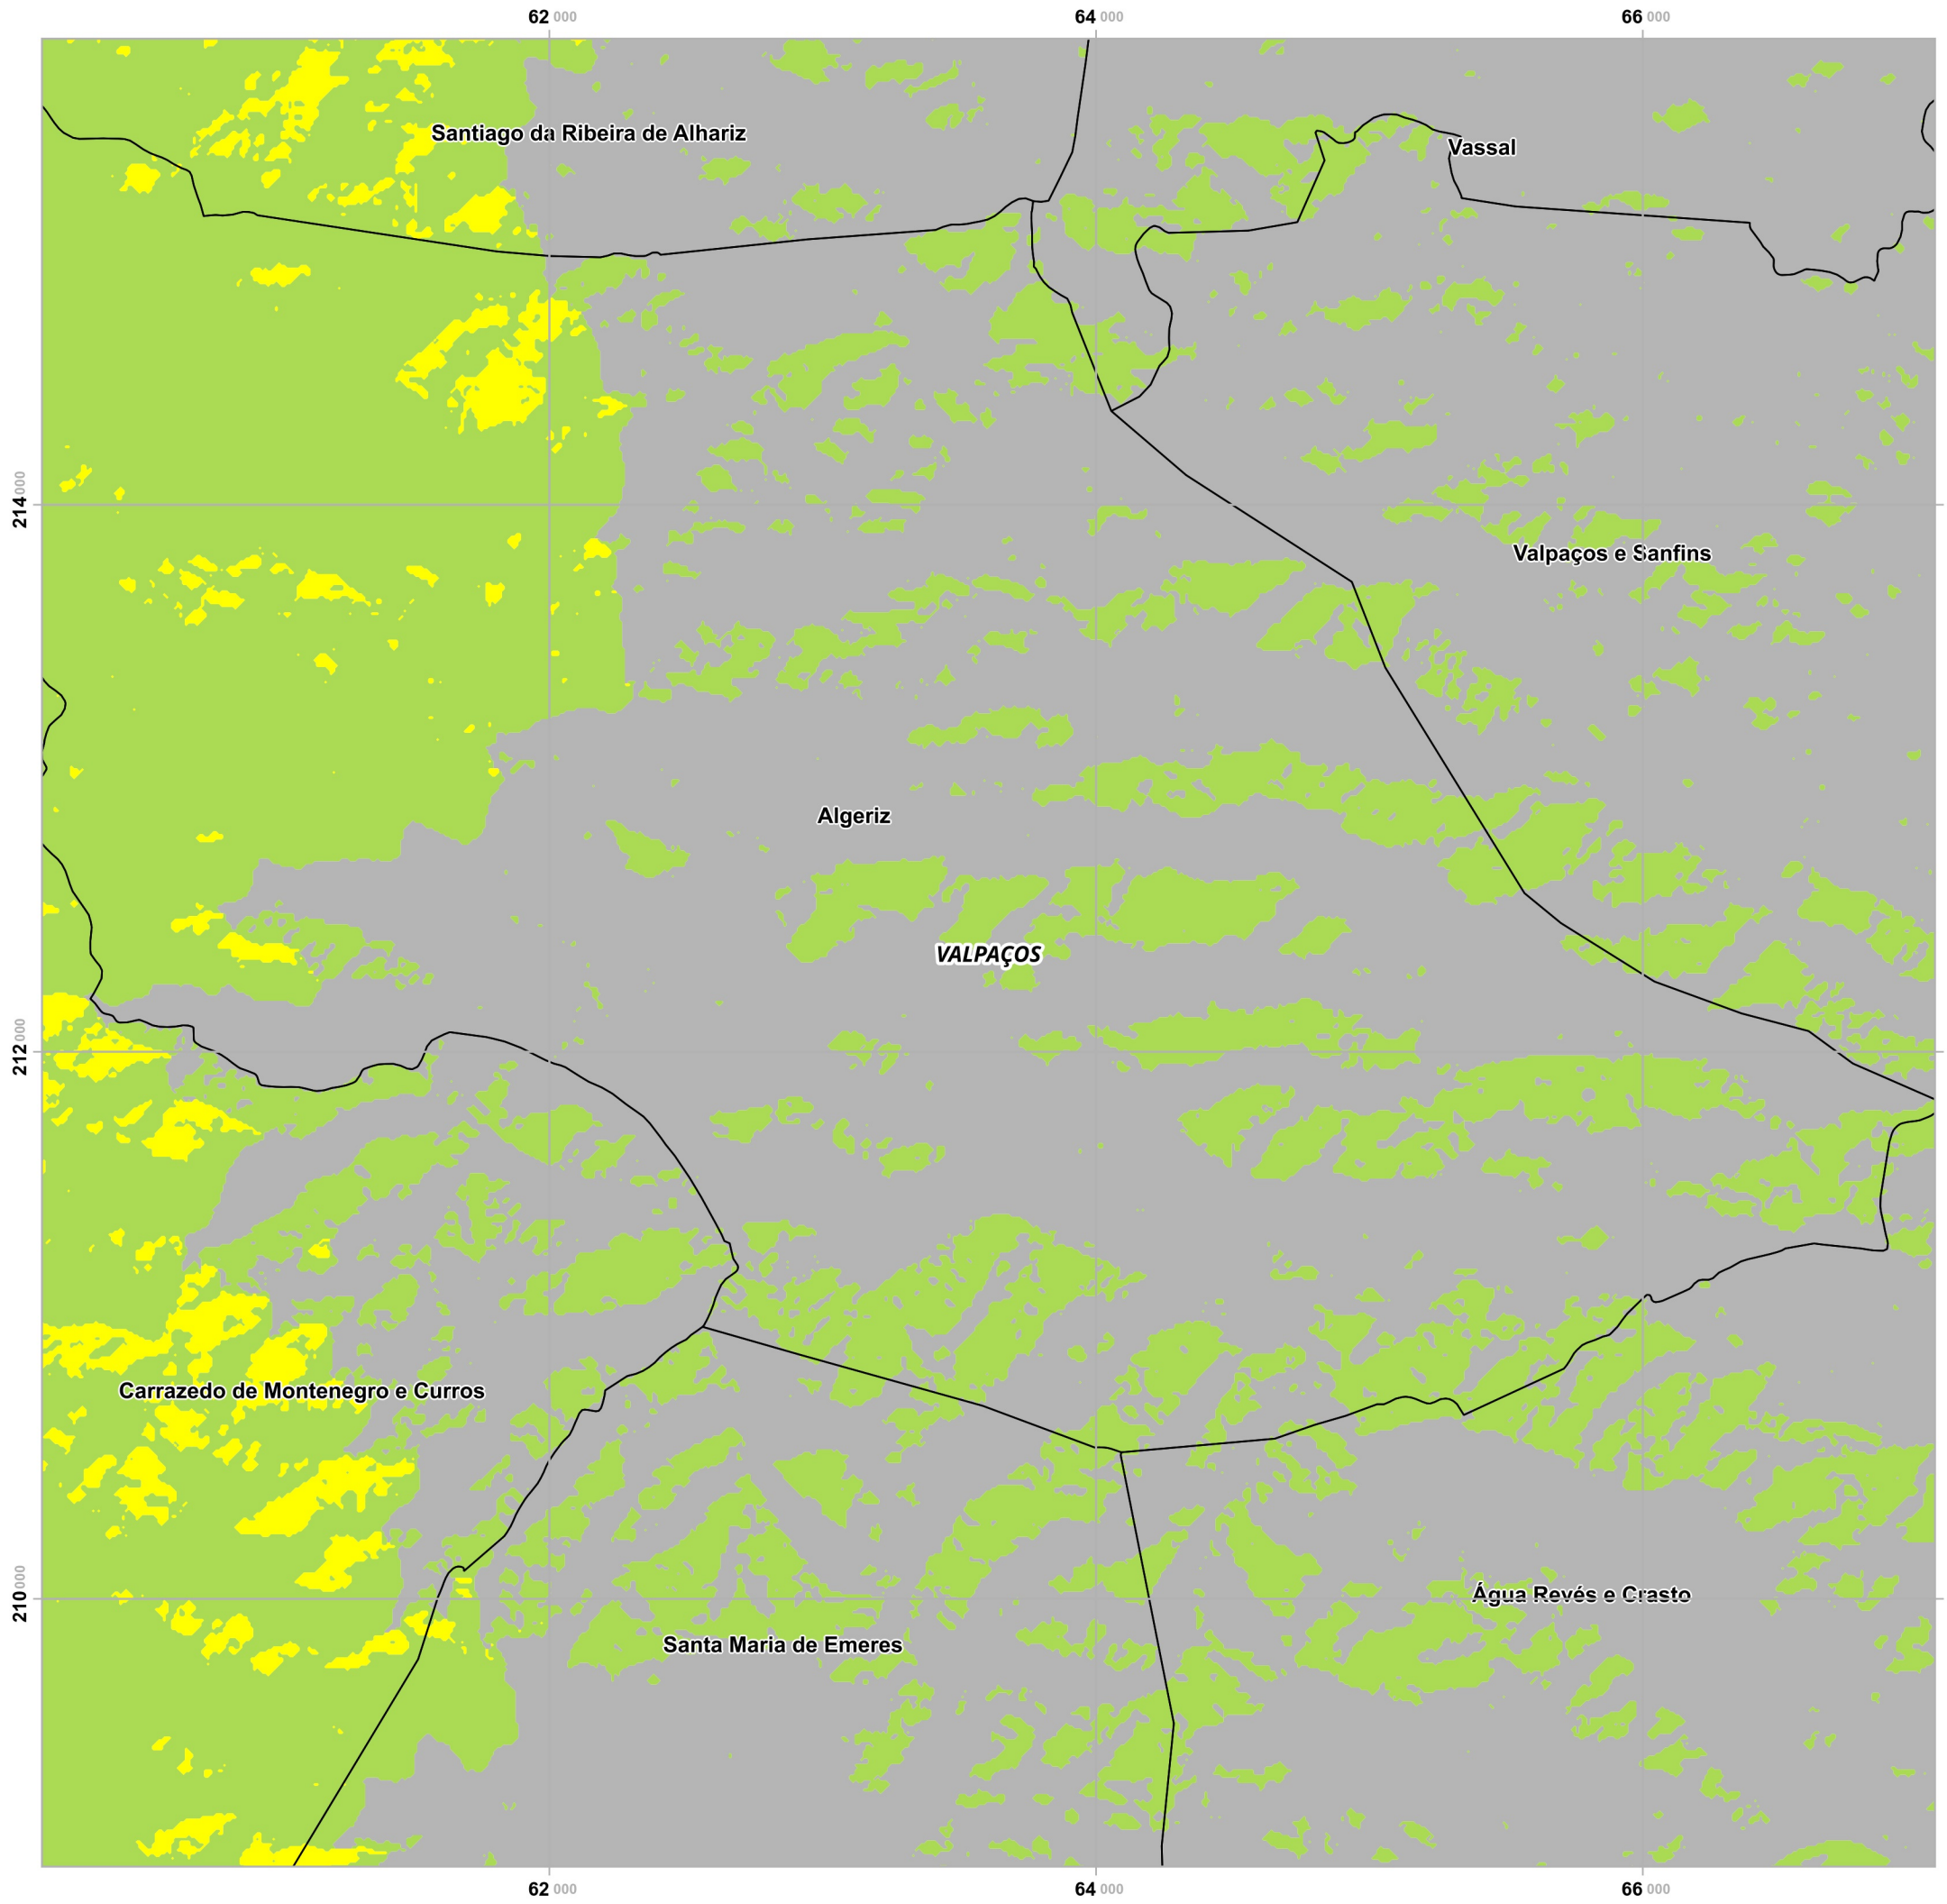 62 000 64 000 66 000
Santiago da Ribeira de Alhariz
Vassal
214 000
Valpaços e Sanfins
Algeriz
VALPAÇOS
212 000
Carrazedo de Montenegro e Curros
210 000
Água Revés e Crasto
Santa Maria de Emeres
62 000 64 000 66 000